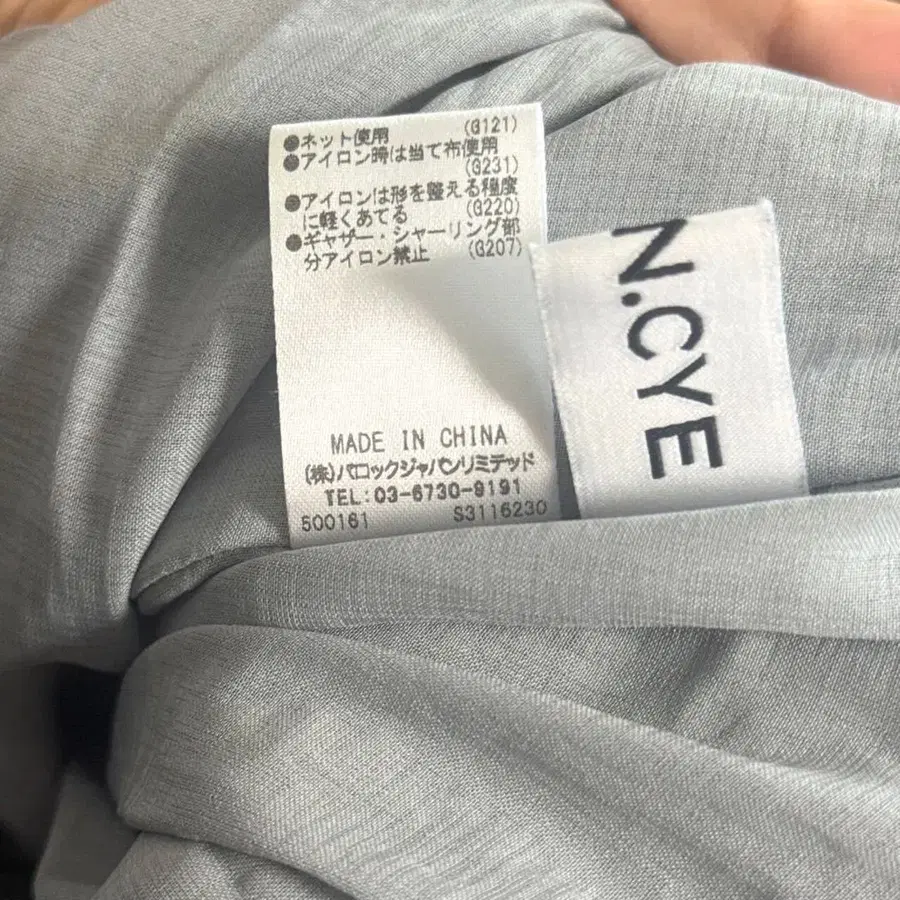 ●ネット使用 (G121)
●アイロン時は当て布使用
(G231)
●アイロンは形を整える程度
に軽くあてる (G220)
●ギャザー・シャーリング部
分アイロン禁止 (G207)
MADE IN CHINA
(株)バロックジャパンリミテッド
TEL:03-6730-9191
500161 S3116230
N.CYE